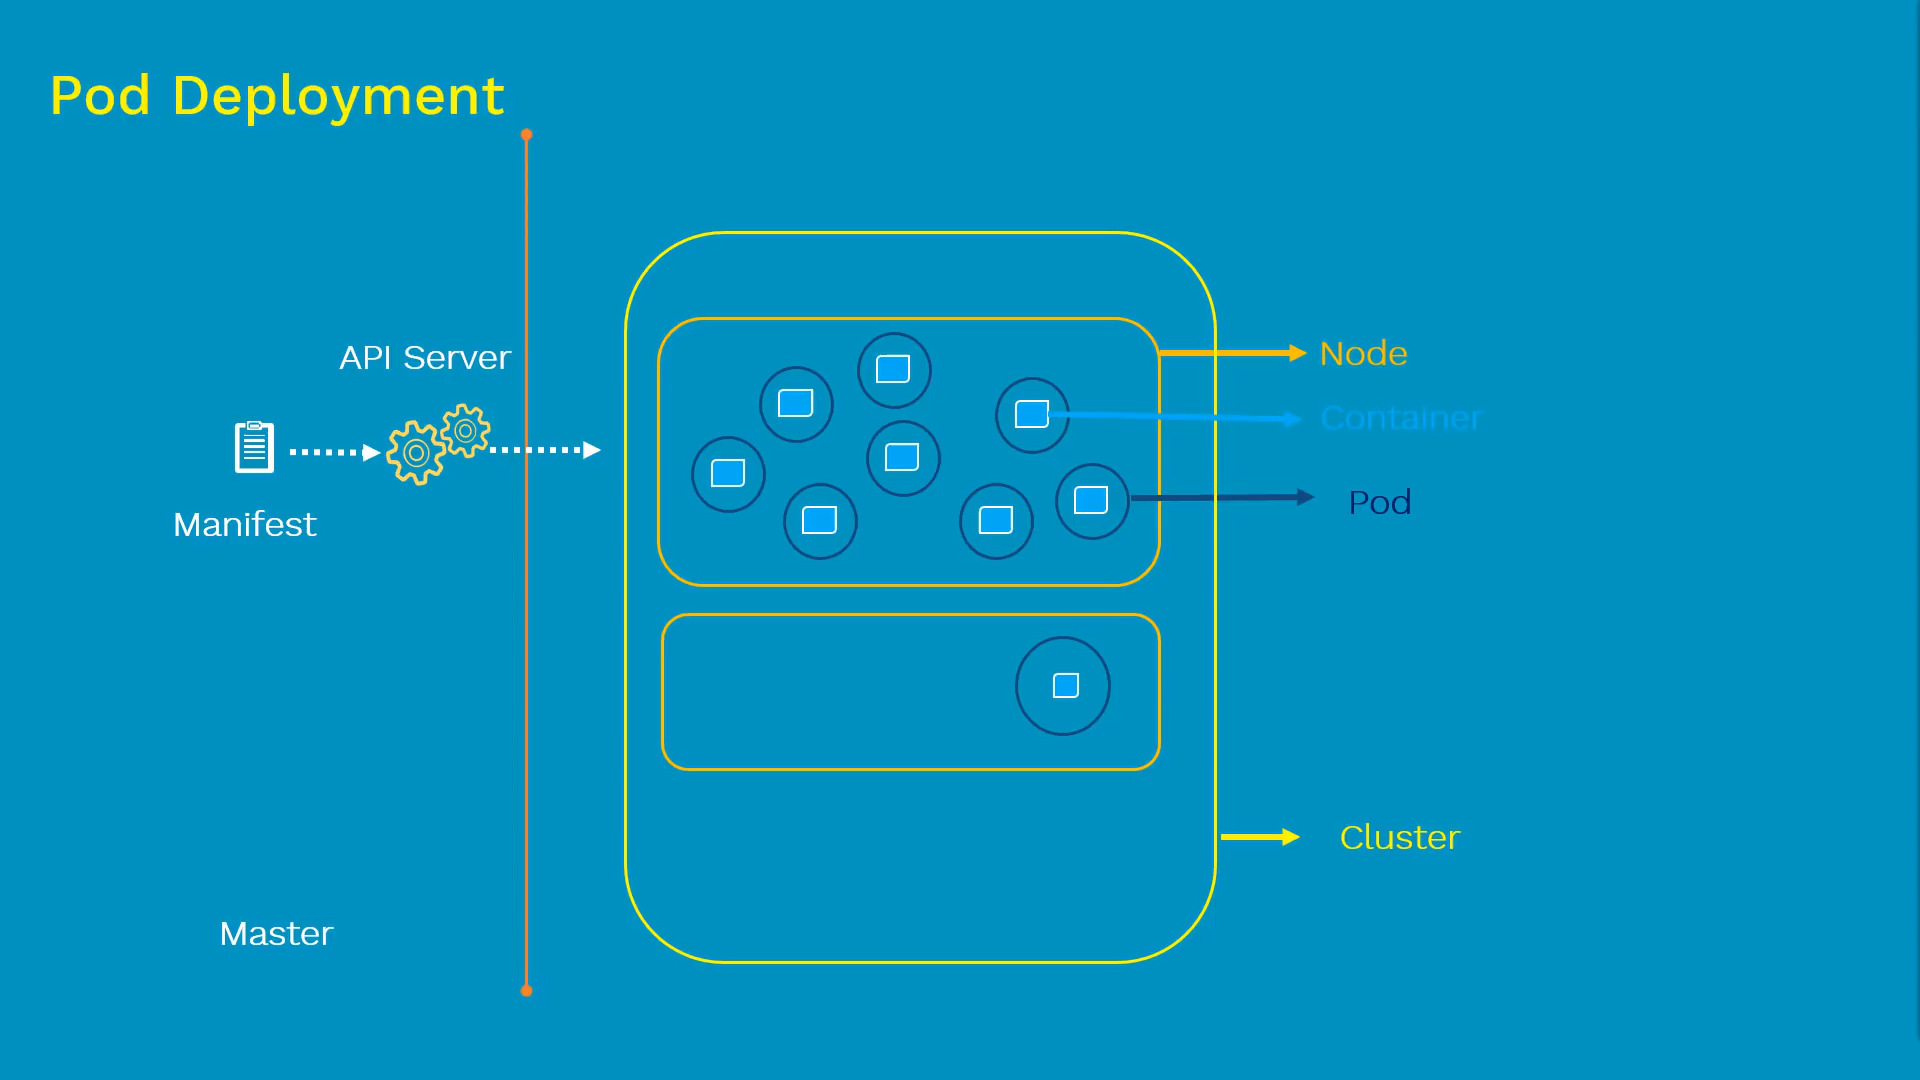 Pod Deployment
API Server
Manifest
Master
Node
Container
Pod
Cluster